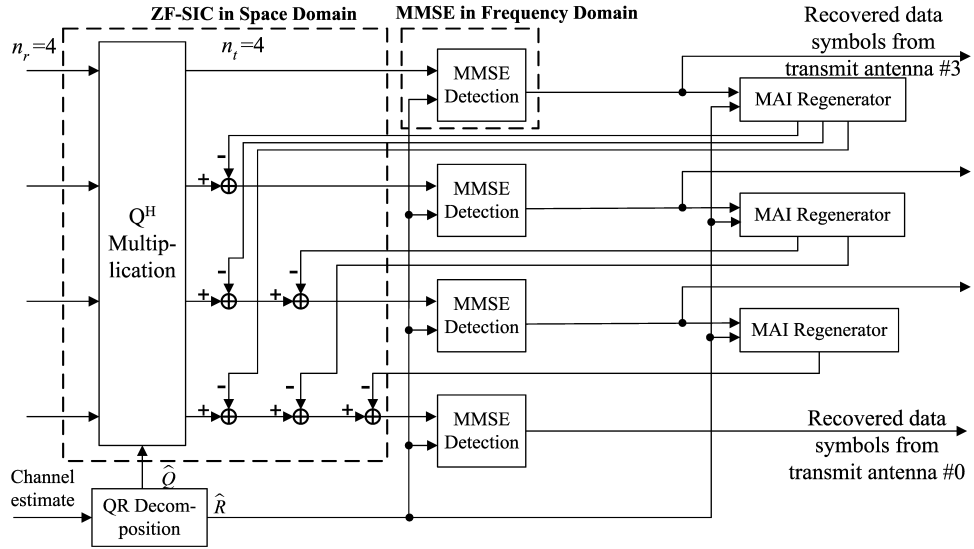 ZF-SIC in Space Domain
MMSE in Frequency Domain
Recovered data
symbols from
transmit antenna #3
n_r=4
n_t=4
MMSE
Detection
MAI Regenerator
-
+
MMSE
Detection
MAI Regenerator
Q^H
Multip-
lication
-
-
+
+
MMSE
Detection
MAI Regenerator
-
-
-
+
+
+
MMSE
Detection
Recovered data
symbols from
transmit antenna #0
Channel
estimate
Q̂
QR Decom-
position
R̂